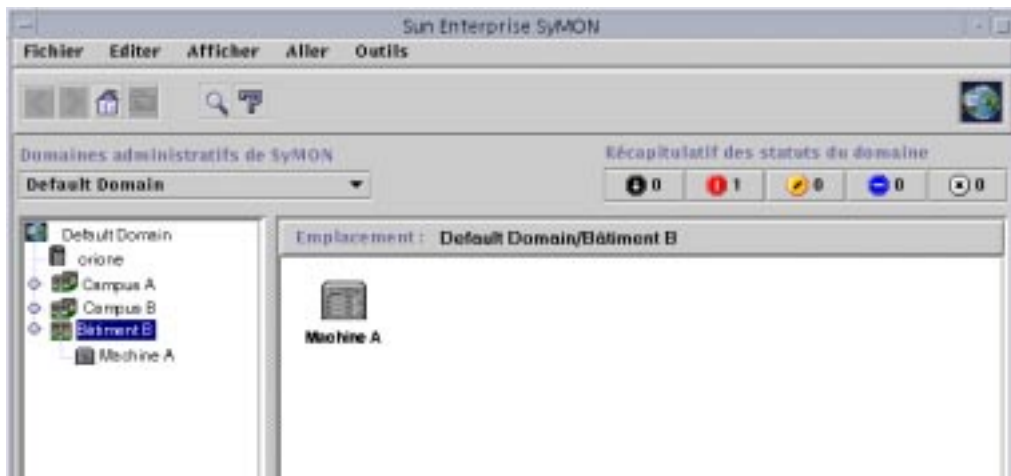 Sun Enterprise SyMON
Fichier Editer Afficher Aller Outils
Domaines administratifs de SyMON
Récapitulatif des statuts du domaine
Default Domain
0 1 0 0 0
Default Domain
orione
Campus A
Campus B
Bâtiment B
Machine A
Emplacement : Default Domain/Bâtiment B
Machine A